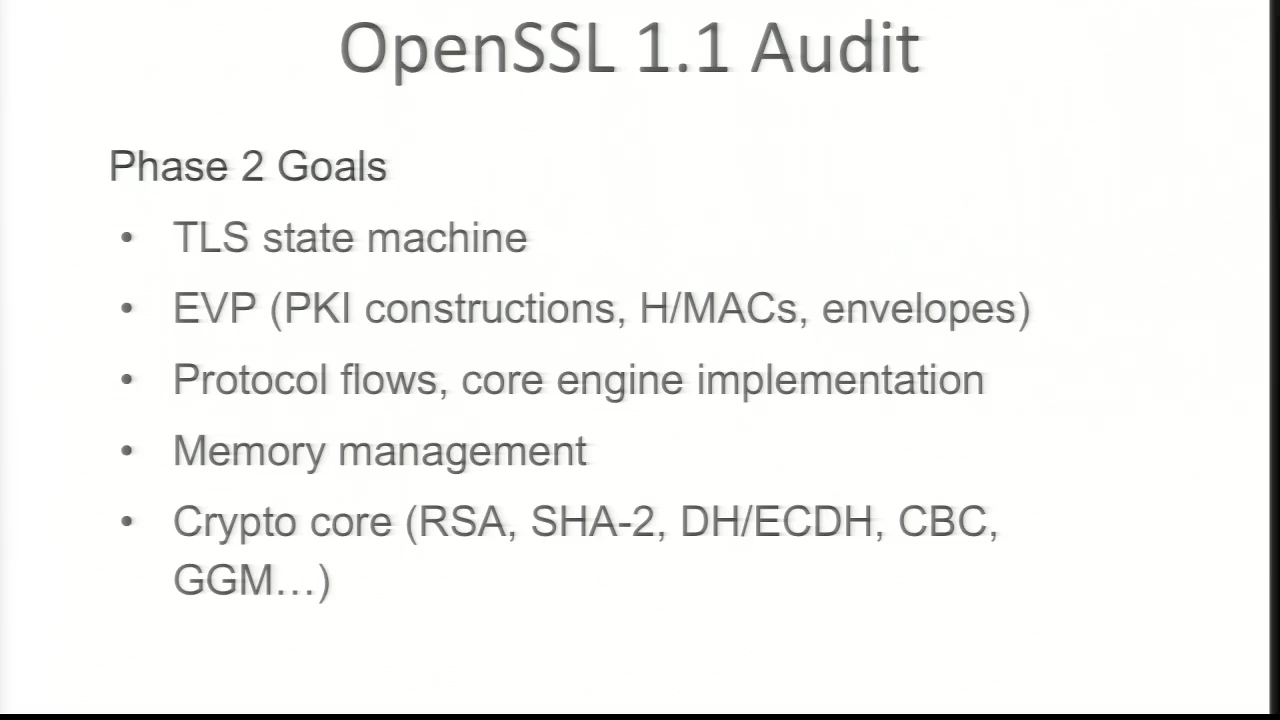 OpenSSL 1.1 Audit
Phase 2 Goals
• TLS state machine
• EVP (PKI constructions, H/MACs, envelopes)
• Protocol flows, core engine implementation
• Memory management
• Crypto core (RSA, SHA-2, DH/ECDH, CBC,
GGM…)